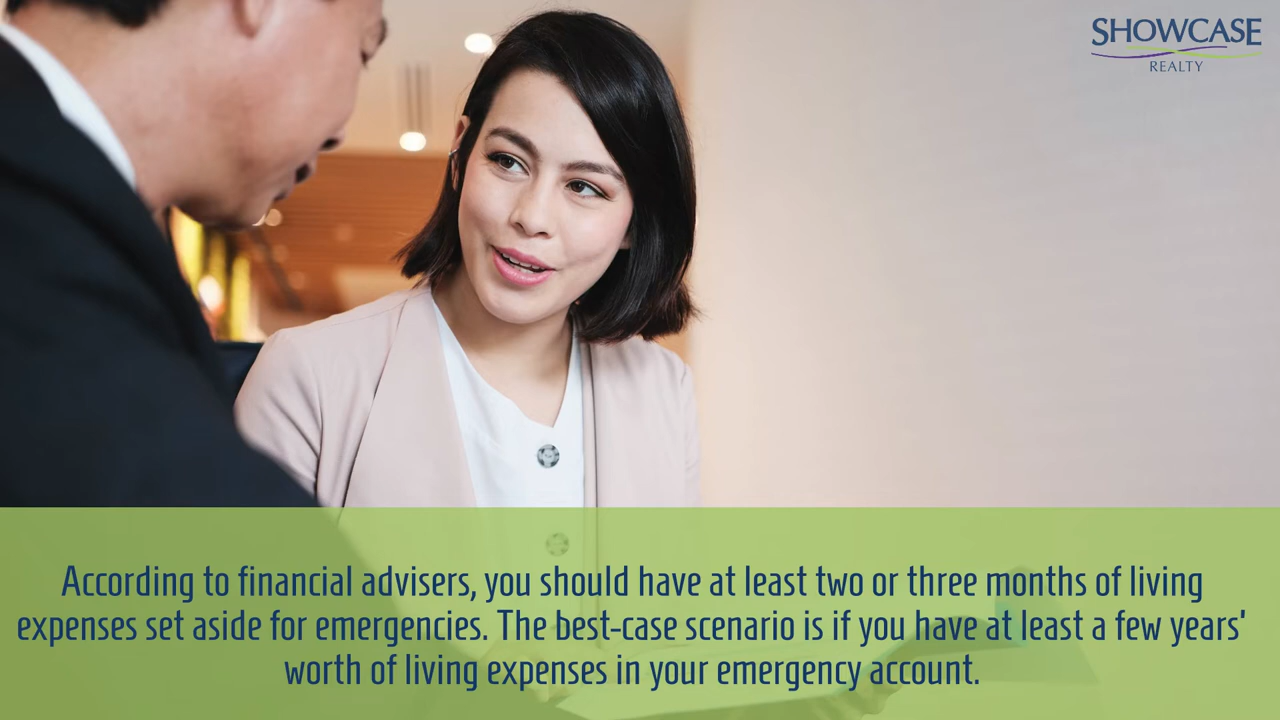 SHOWCASE
REALTY
According to financial advisers, you should have at least two or three months of living
expenses set aside for emergencies. The best-case scenario is if you have at least a few years'
worth of living expenses in your emergency account.